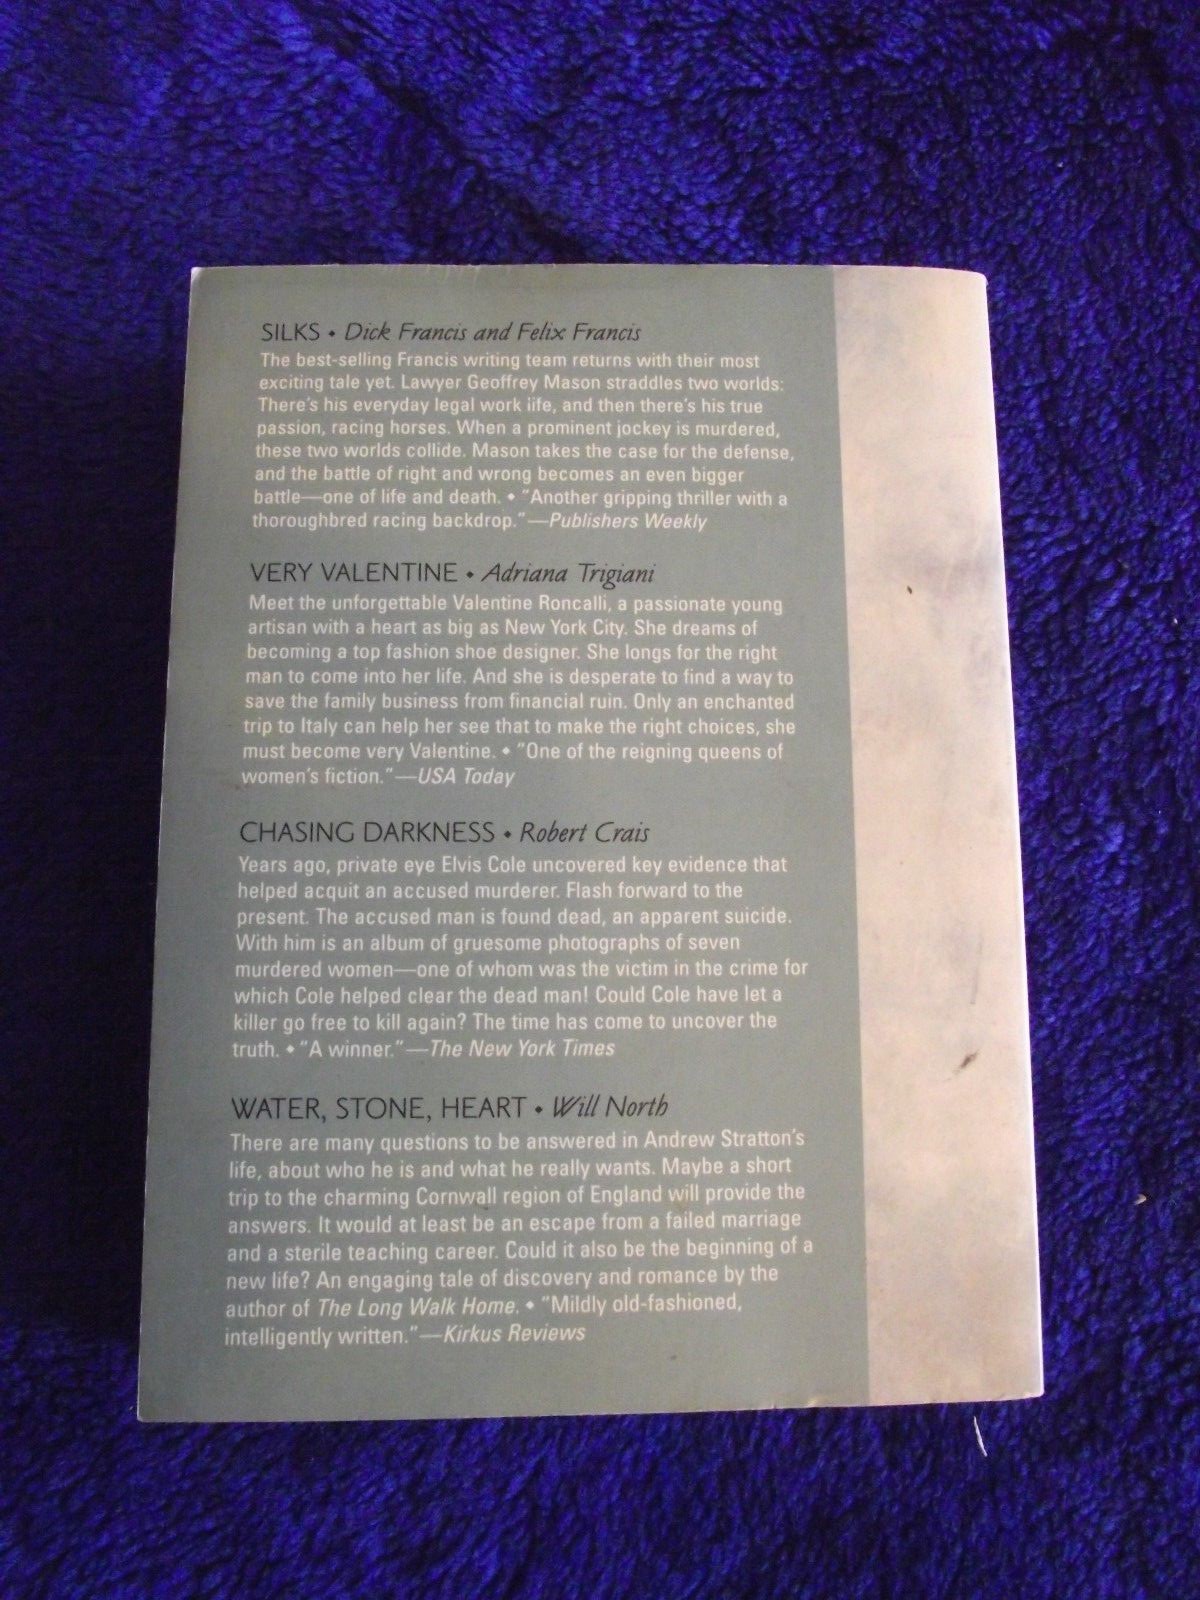 SILKS • Dick Francis and Felix Francis
The best-selling Francis writing team returns with their most
exciting tale yet. Lawyer Geoffrey Mason straddles two worlds:
There's his everyday legal work life, and then there's his true
passion, racing horses. When a prominent jockey is murdered,
these two worlds collide. Mason takes the case for the defense,
and the battle of right and wrong becomes an even bigger
battle—one of life and death. • "Another gripping thriller with a
thoroughbred racing backdrop."—Publishers Weekly
VERY VALENTINE • Adriana Trigiani
Meet the unforgettable Valentine Roncalli, a passionate young
artisan with a heart as big as New York City. She dreams of
becoming a top fashion shoe designer. She longs for the right
man to come into her life. And she is desperate to find a way to
save the family business from financial ruin. Only an enchanted
trip to Italy can help her see that to make the right choices, she
must become very Valentine. • "One of the reigning queens of
women's fiction."—USA Today
CHASING DARKNESS • Robert Crais
Years ago, private eye Elvis Cole uncovered key evidence that
helped acquit an accused murderer. Flash forward to the
present. The accused man is found dead, an apparent suicide.
With him is an album of gruesome photographs of seven
murdered women—one of whom was the victim in the crime for
which Cole helped clear the dead man! Could Cole have let a
killer go free to kill again? The time has come to uncover the
truth. • "A winner."—The New York Times
WATER, STONE, HEART • Will North
There are many questions to be answered in Andrew Stratton's
life, about who he is and what he really wants. Maybe a short
trip to the charming Cornwall region of England will provide the
answers. It would at least be an escape from a failed marriage
and a sterile teaching career. Could it also be the beginning of a
new life? An engaging tale of discovery and romance by the
author of The Long Walk Home. • "Mildly old-fashioned,
intelligently written."—Kirkus Reviews